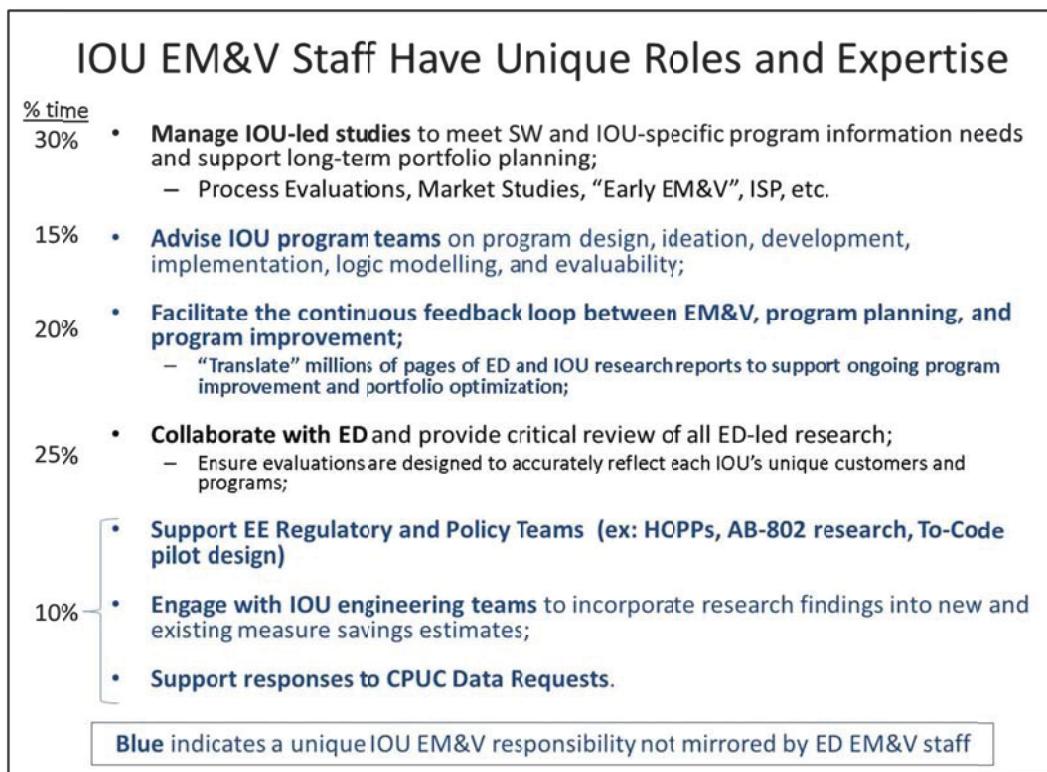 IOU EM&V Staff Have Unique Roles and Expertise
% time
30%
• Manage IOU-led studies to meet SW and IOU-specific program information needs
and support long-term portfolio planning;
– Process Evaluations, Market Studies, “Early EM&V”, ISP, etc.
15%
• Advise IOU program teams on program design, ideation, development,
implementation, logic modelling, and evaluability;
20%
• Facilitate the continuous feedback loop between EM&V, program planning, and
program improvement;
– “Translate” millions of pages of ED and IOU research reports to support ongoing program
improvement and portfolio optimization;
25%
• Collaborate with ED and provide critical review of all ED-led research;
– Ensure evaluations are designed to accurately reflect each IOU’s unique customers and
programs;
10%
• Support EE Regulatory and Policy Teams (ex: HOPPs, AB-802 research, To-Code
pilot design)
• Engage with IOU engineering teams to incorporate research findings into new and
existing measure savings estimates;
• Support responses to CPUC Data Requests.
Blue indicates a unique IOU EM&V responsibility not mirrored by ED EM&V staff